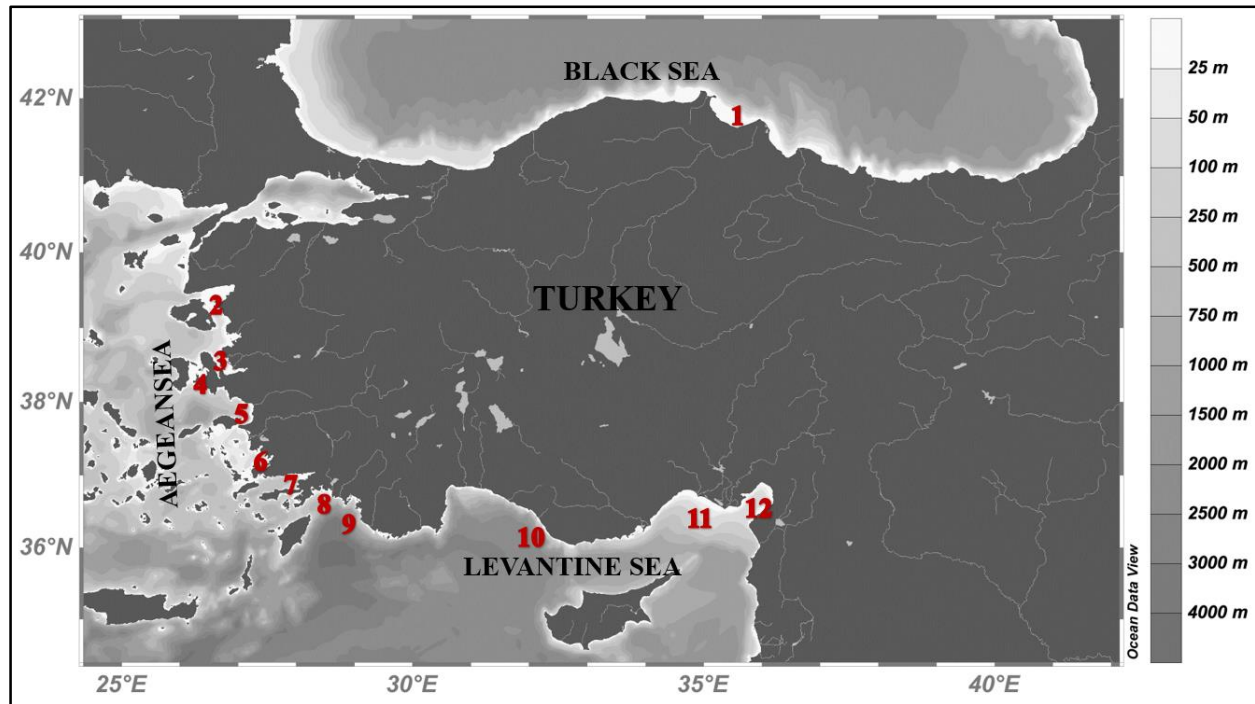 BLACK SEA
42°N
1
40°N
TURKEY
2
3
4
AEGEANSEA
38°N
5
6
7
8
9
10
11
12
36°N
LEVANTINE SEA
25°E
30°E
35°E
40°E
25 m
50 m
100 m
250 m
500 m
750 m
1000 m
1500 m
2000 m
3000 m
4000 m
Ocean Data View